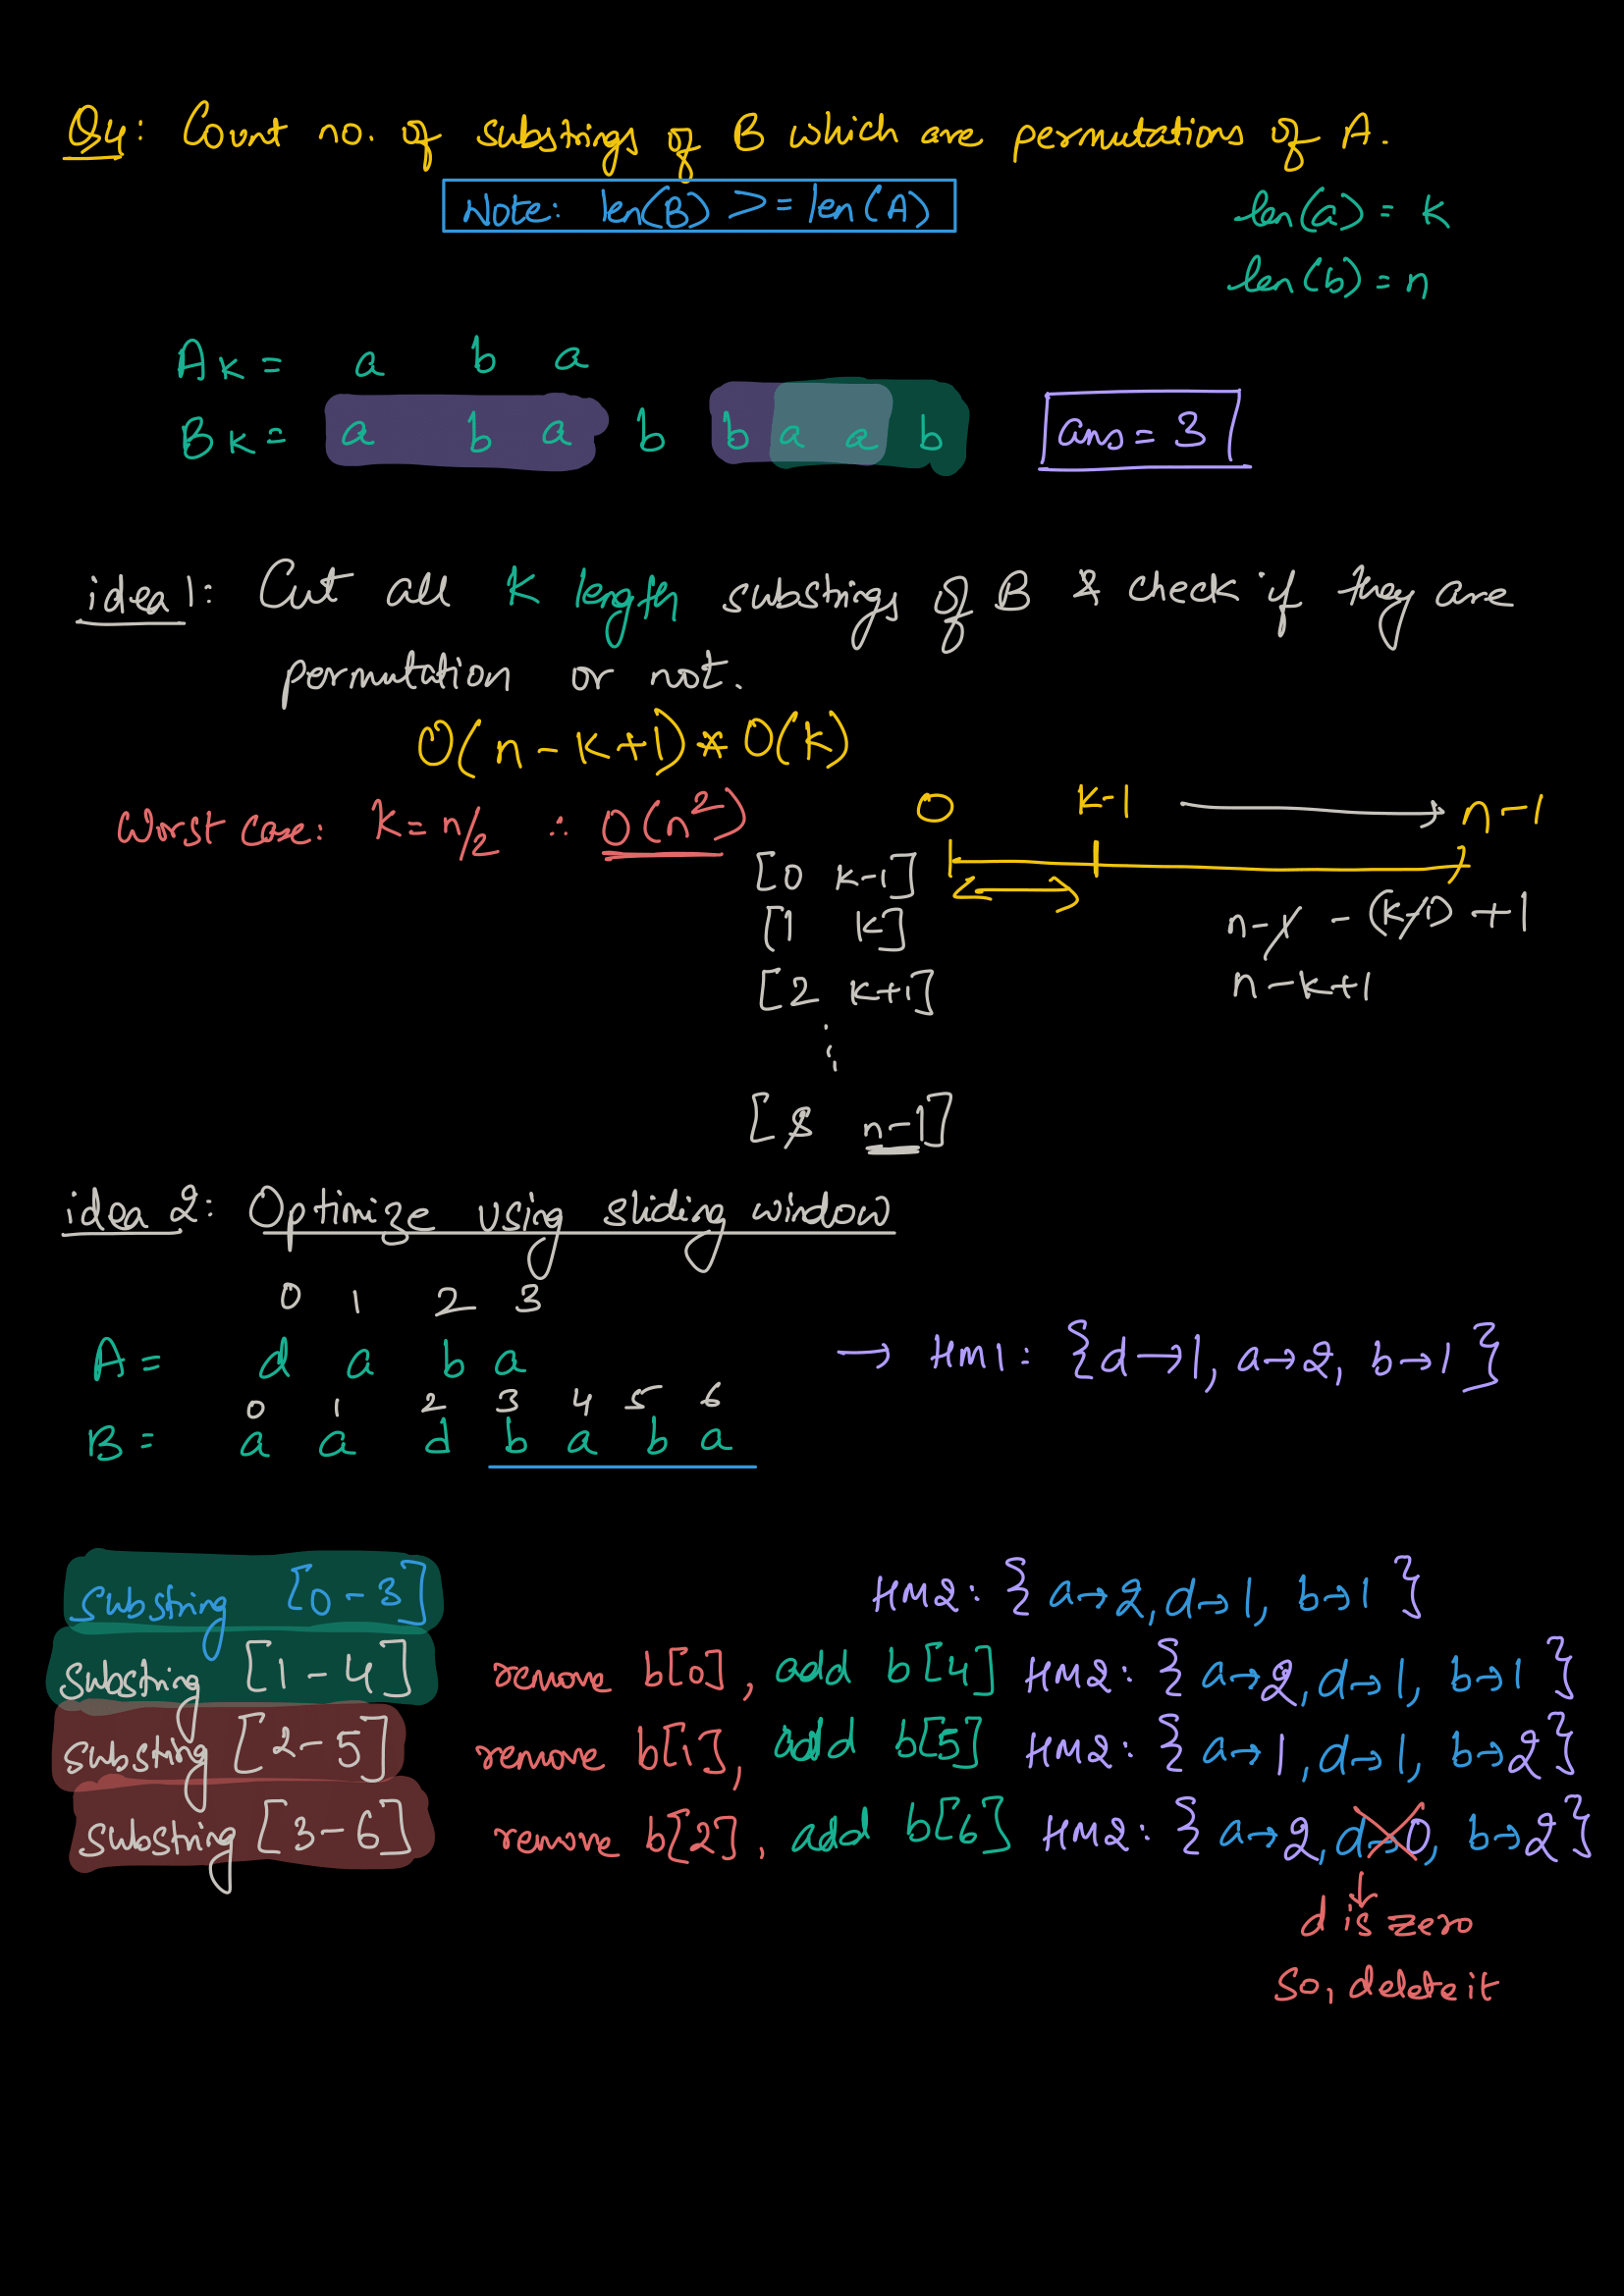 Q4: Count no. of substrings of B which are permutations of A.
Note: len(B) >= len(A)
len(a) = k
len(b) = n
Ak = a b a
Bk = a b a b b a a b
ans = 3
idea 1: Cut all k length substrings of B & check if they are
permutation or not.
O(n-k+1) * O(k)
Worst case: k = n/2 ∴ O(n²)
0 k-1 → n-1
[0 k-1]
[1 k]
[2 k+1]
n-1 - (k-1) + 1
n-k+1
[ n-1]
idea 2: Optimize using sliding window
0 1 2 3
A = d a b a → HM1: {d→1, a→2, b→1}
0 1 2 3 4 5 6
B = a a d b a b a
Substring [0-3] HM2: {a→2, d→1, b→1}
substring [1-4] remove b[0], add b[4] HM2: {a→2, d→1, b→1}
substring [2-5] remove b[1], add b[5] HM2: {a→1, d→1, b→2}
substring [3-6] remove b[2], add b[6] HM2: {a→2, d→0, b→2}
↓
d is zero
So, delete it